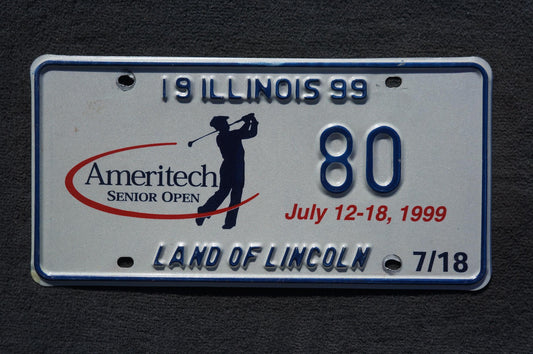 19 ILLINOIS 99
Ameritech
SENIOR OPEN
80
July 12-18, 1999
LAND OF LINCOLN
7/18